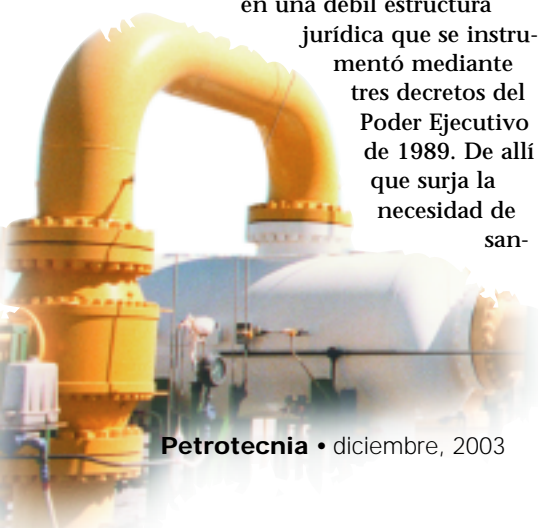 en una débil estructura
jurídica que se instru-
mentó mediante
tres decretos del
Poder Ejecutivo
de 1989. De allí
que surja la
necesidad de
san-
Petrotecnia • diciembre, 2003